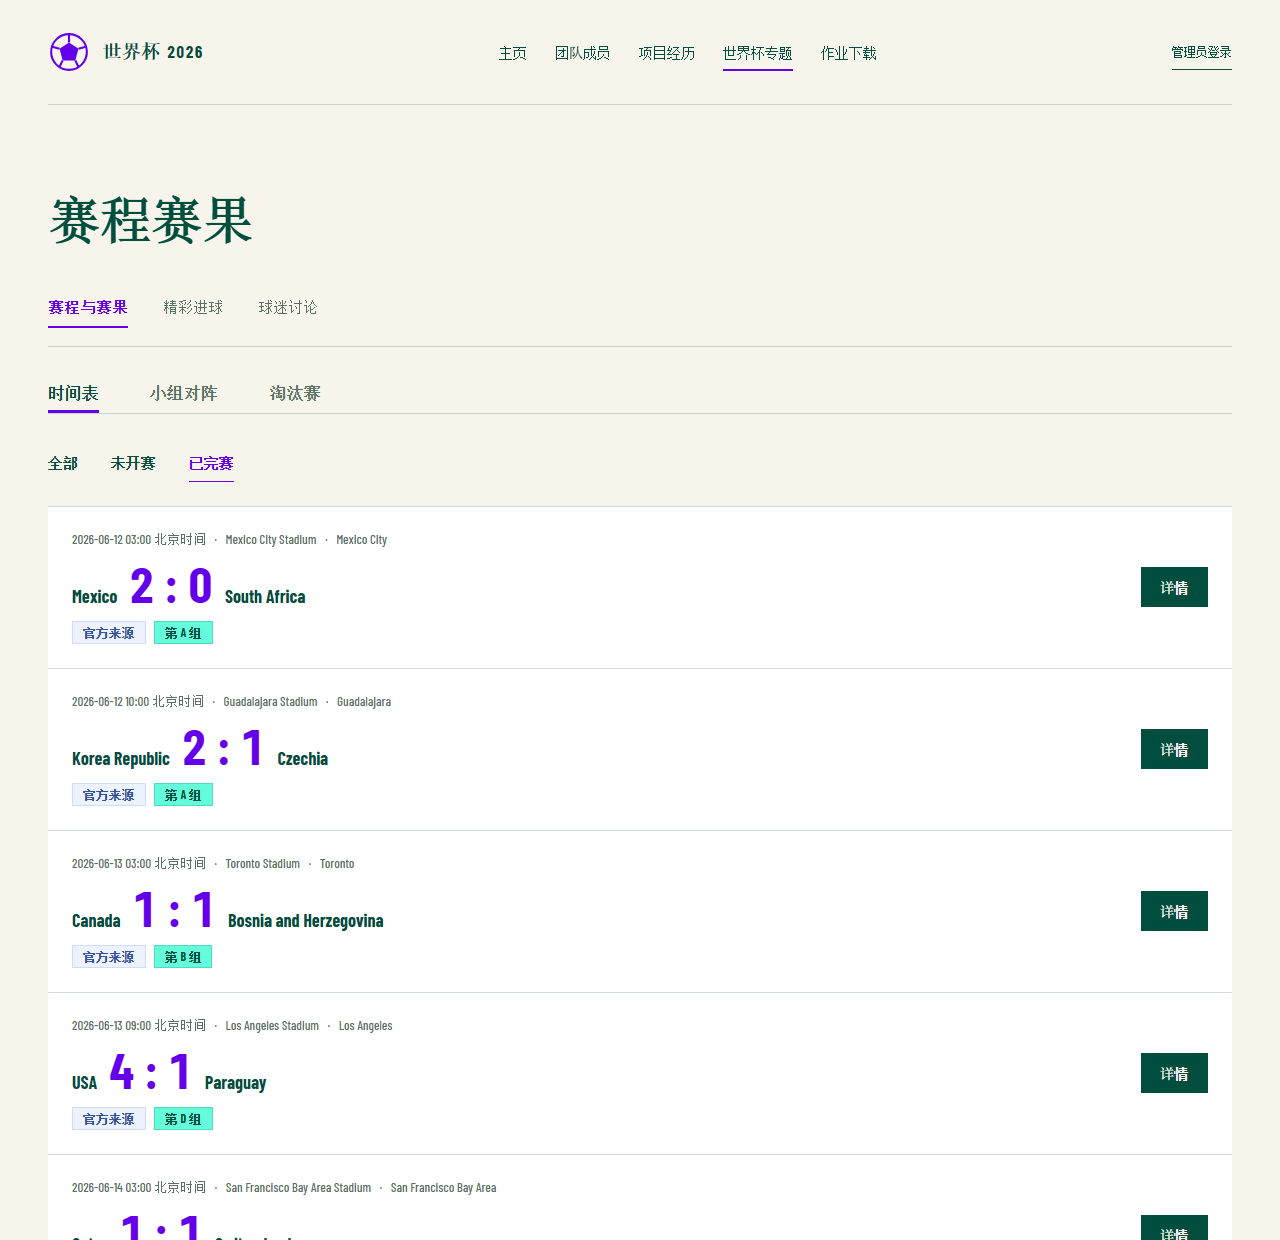 世界杯 2026
主页
团队成员
项目经历
世界杯专题
作业下载
管理员登录
赛程赛果
赛程与赛果
精彩进球
球迷讨论
时间表
小组对阵
淘汰赛
全部
未开赛
已完赛
2026-06-12 03:00 北京时间 · Mexico City Stadium · Mexico City
Mexico 2 : 0 South Africa
详情
官方来源
第 A 组
2026-06-12 10:00 北京时间 · Guadalajara Stadium · Guadalajara
Korea Republic 2 : 1 Czechia
详情
官方来源
第 A 组
2026-06-13 03:00 北京时间 · Toronto Stadium · Toronto
Canada 1 : 1 Bosnia and Herzegovina
详情
官方来源
第 B 组
2026-06-13 09:00 北京时间 · Los Angeles Stadium · Los Angeles
USA 4 : 1 Paraguay
详情
官方来源
第 D 组
2026-06-14 03:00 北京时间 · San Francisco Bay Area Stadium · San Francisco Bay Area
1 : 1
详情